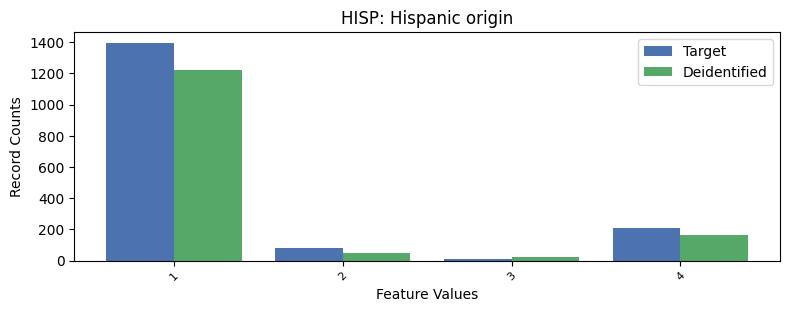 HISP: Hispanic origin
Target
Deidentified
Record Counts
1400
1200
1000
800
600
400
200
0
1 2 3 4
Feature Values